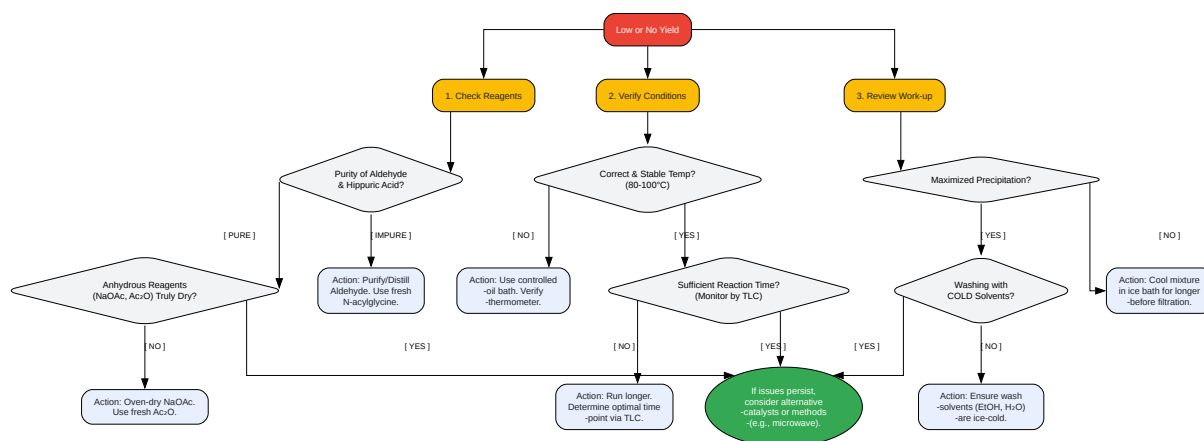 Low or No Yield
1. Check Reagents
2. Verify Conditions
3. Review Work-up
Purity of Aldehyde
& Hippuric Acid?
Correct & Stable Temp?
(80-100°C)
Maximized Precipitation?
[ PURE ]
[ IMPURE ]
[ NO ]
[ YES ]
[ YES ]
[ NO ]
Anhydrous Reagents
(NaOAc, Ac₂O) Truly Dry?
Action: Purify/Distill
Aldehyde. Use fresh
N-acylglycine.
Action: Use controlled
-oil bath. Verify
-thermometer.
Sufficient Reaction Time?
(Monitor by TLC)
Washing with
COLD Solvents?
Action: Cool mixture
in ice bath for longer
-before filtration.
[ NO ]
[ YES ]
[ NO ]
[ YES ]
[ YES ]
[ NO ]
Action: Oven-dry NaOAc.
Use fresh Ac₂O.
Action: Run longer.
Determine optimal time
-point via TLC.
If issues persist,
consider alternative
-catalysts or methods
-(e.g., microwave).
Action: Ensure wash
-solvents (EtOH, H₂O)
-are ice-cold.